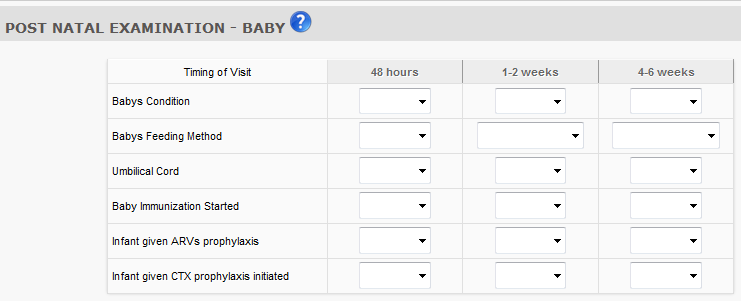 POST NATAL EXAMINATION - BABY ?
Timing of Visit 48 hours 1-2 weeks 4-6 weeks
Babys Condition
Babys Feeding Method
Umbilical Cord
Baby Immunization Started
Infant given ARVs prophylaxis
Infant given CTX prophylaxis initiated